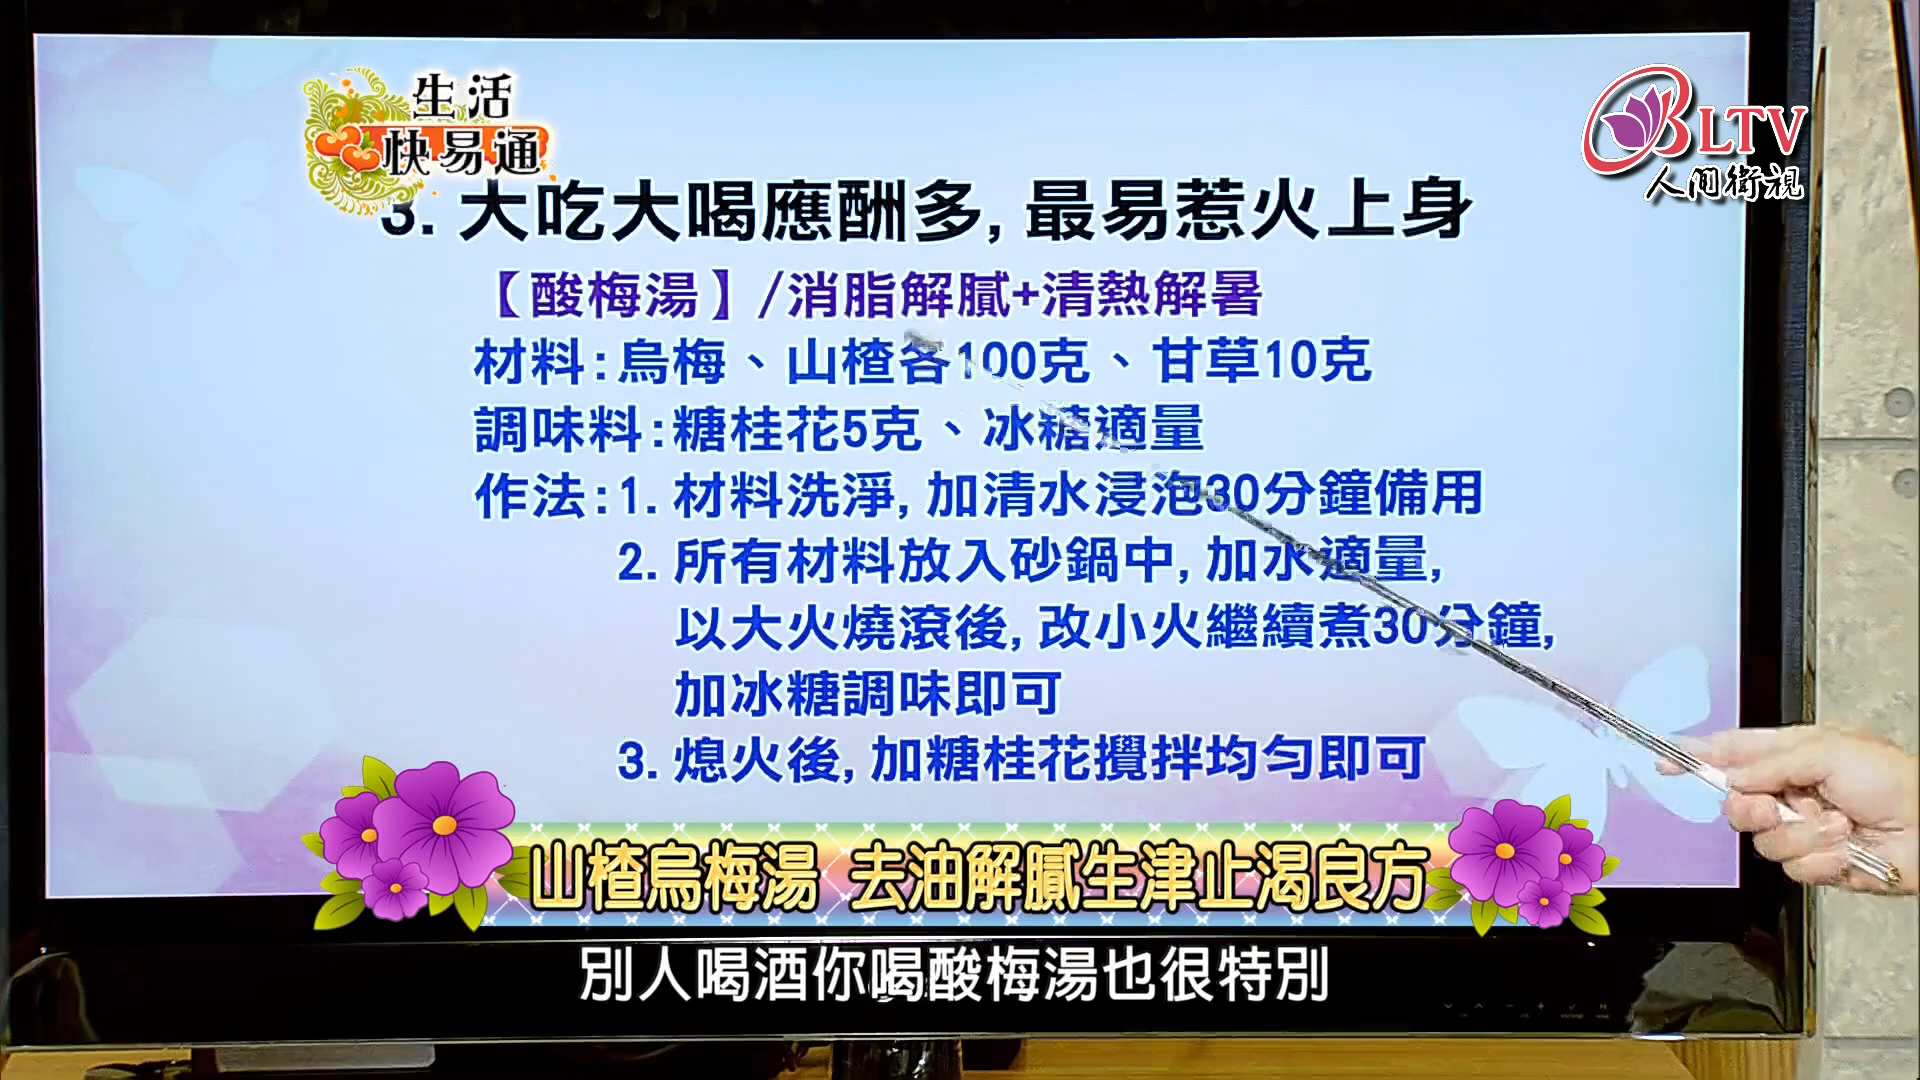 生活
快易通
BLTV
人間衛視
3.大吃大喝應酬多,最易惹火上身
【酸梅湯】/消脂解膩+清熱解暑
材料:烏梅、山楂各100克、甘草10克
調味料:糖桂花5克、冰糖適量
作法:1.材料洗淨,加清水浸泡30分鐘備用
2.所有材料放入砂鍋中,加水適量,
以大火燒滾後,改小火繼續煮30分鐘,
加冰糖調味即可
3.熄火後,加糖桂花攪拌均勻即可
山楂烏梅湯 去油解膩生津止渴良方
別人喝酒你喝酸梅湯也很特別